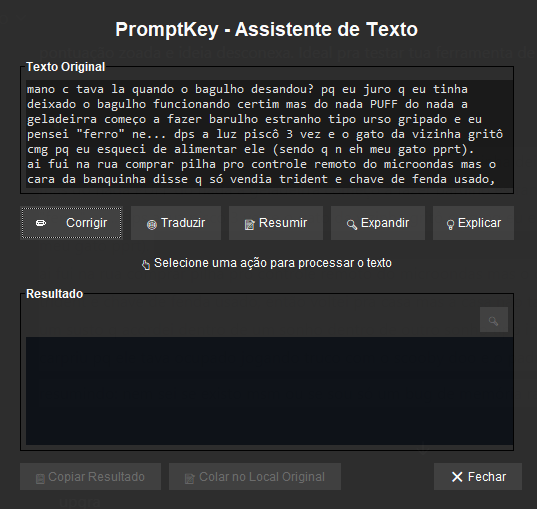 PromptKey - Assistente de Texto
Texto Original
mano c tava la quando o bagulho desandou? pq eu juro q eu tinha
deixado o bagulho funcionando certim mas do nada PUFF do nada a
geladeirra começo a fazer barulho estranho tipo urso gripado e eu
pensei "ferro" ne... dps a luz piscô 3 vez e o gato da vizinha gritô
cmg pq eu esqueci de alimentar ele (sendo q n eh meu gato pprt).
ai fui na rua comprar pilha pro controle remoto do microondas mas o
cara da banquinha disse q só vendia trident e chave de fenda usado,
Corrigir
Traduzir
Resumir
Expandir
Explicar
Selecione uma ação para processar o texto
Resultado
Copiar Resultado
Colar no Local Original
Fechar